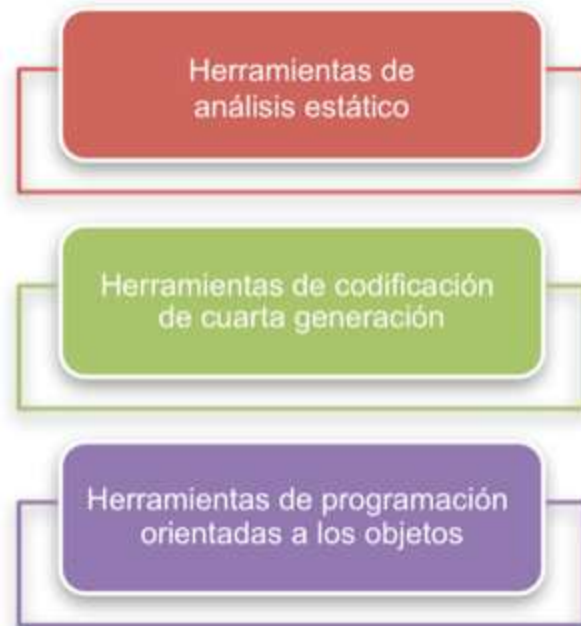 Herramientas de
análisis estático
Herramientas de codificación
de cuarta generación
Herramientas de programación
orientadas a los objetos